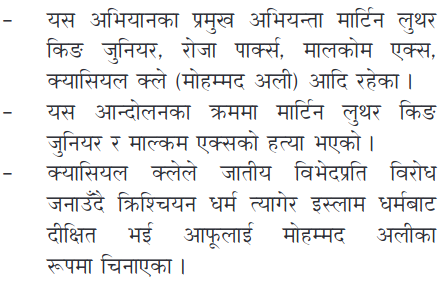 – यस अभियानका प्रमुख अभियन्ता मार्टिन लुथर
किङ जुनियर, रोजा पार्क्स, मालकोम एक्स,
क्यासियल क्ले (मोहम्मद अली) आदि रहेका ।
– यस आन्दोलनका क्रममा मार्टिन लुथर किङ
जुनियर र माल्कम एक्सको हत्या भएको ।
– क्यासियल क्लेले जातीय विभेदप्रति विरोध
जनाउँदै क्रिश्चियन धर्म त्यागेर इस्लाम धर्मबाट
दीक्षित भई आफूलाई मोहम्मद अलीका
रूपमा चिनाएका ।